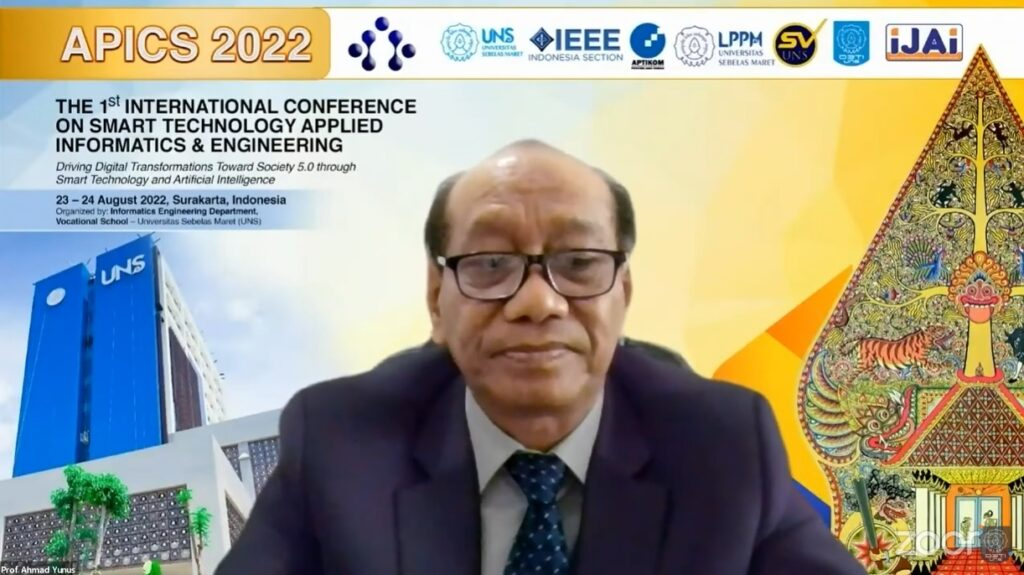 APICS 2022
UNS
UNIVERSITAS
SEBELAS MARET
IEEE
INDONESIA SECTION
APTIKOM
LPPM
UNIVERSITAS
SEBELAS MARET
SV
UNS
iJAi
THE 1st INTERNATIONAL CONFERENCE
ON SMART TECHNOLOGY APPLIED
INFORMATICS & ENGINEERING
Driving Digital Transformations Toward Society 5.0 through
Smart Technology and Artificial Intelligence
23 – 24 August 2022, Surakarta, Indonesia
Organized by: Informatics Engineering Department,
Vocational School – Universitas Sebelas Maret (UNS)
UNS
zoom
Prof. Ahmad Yunus